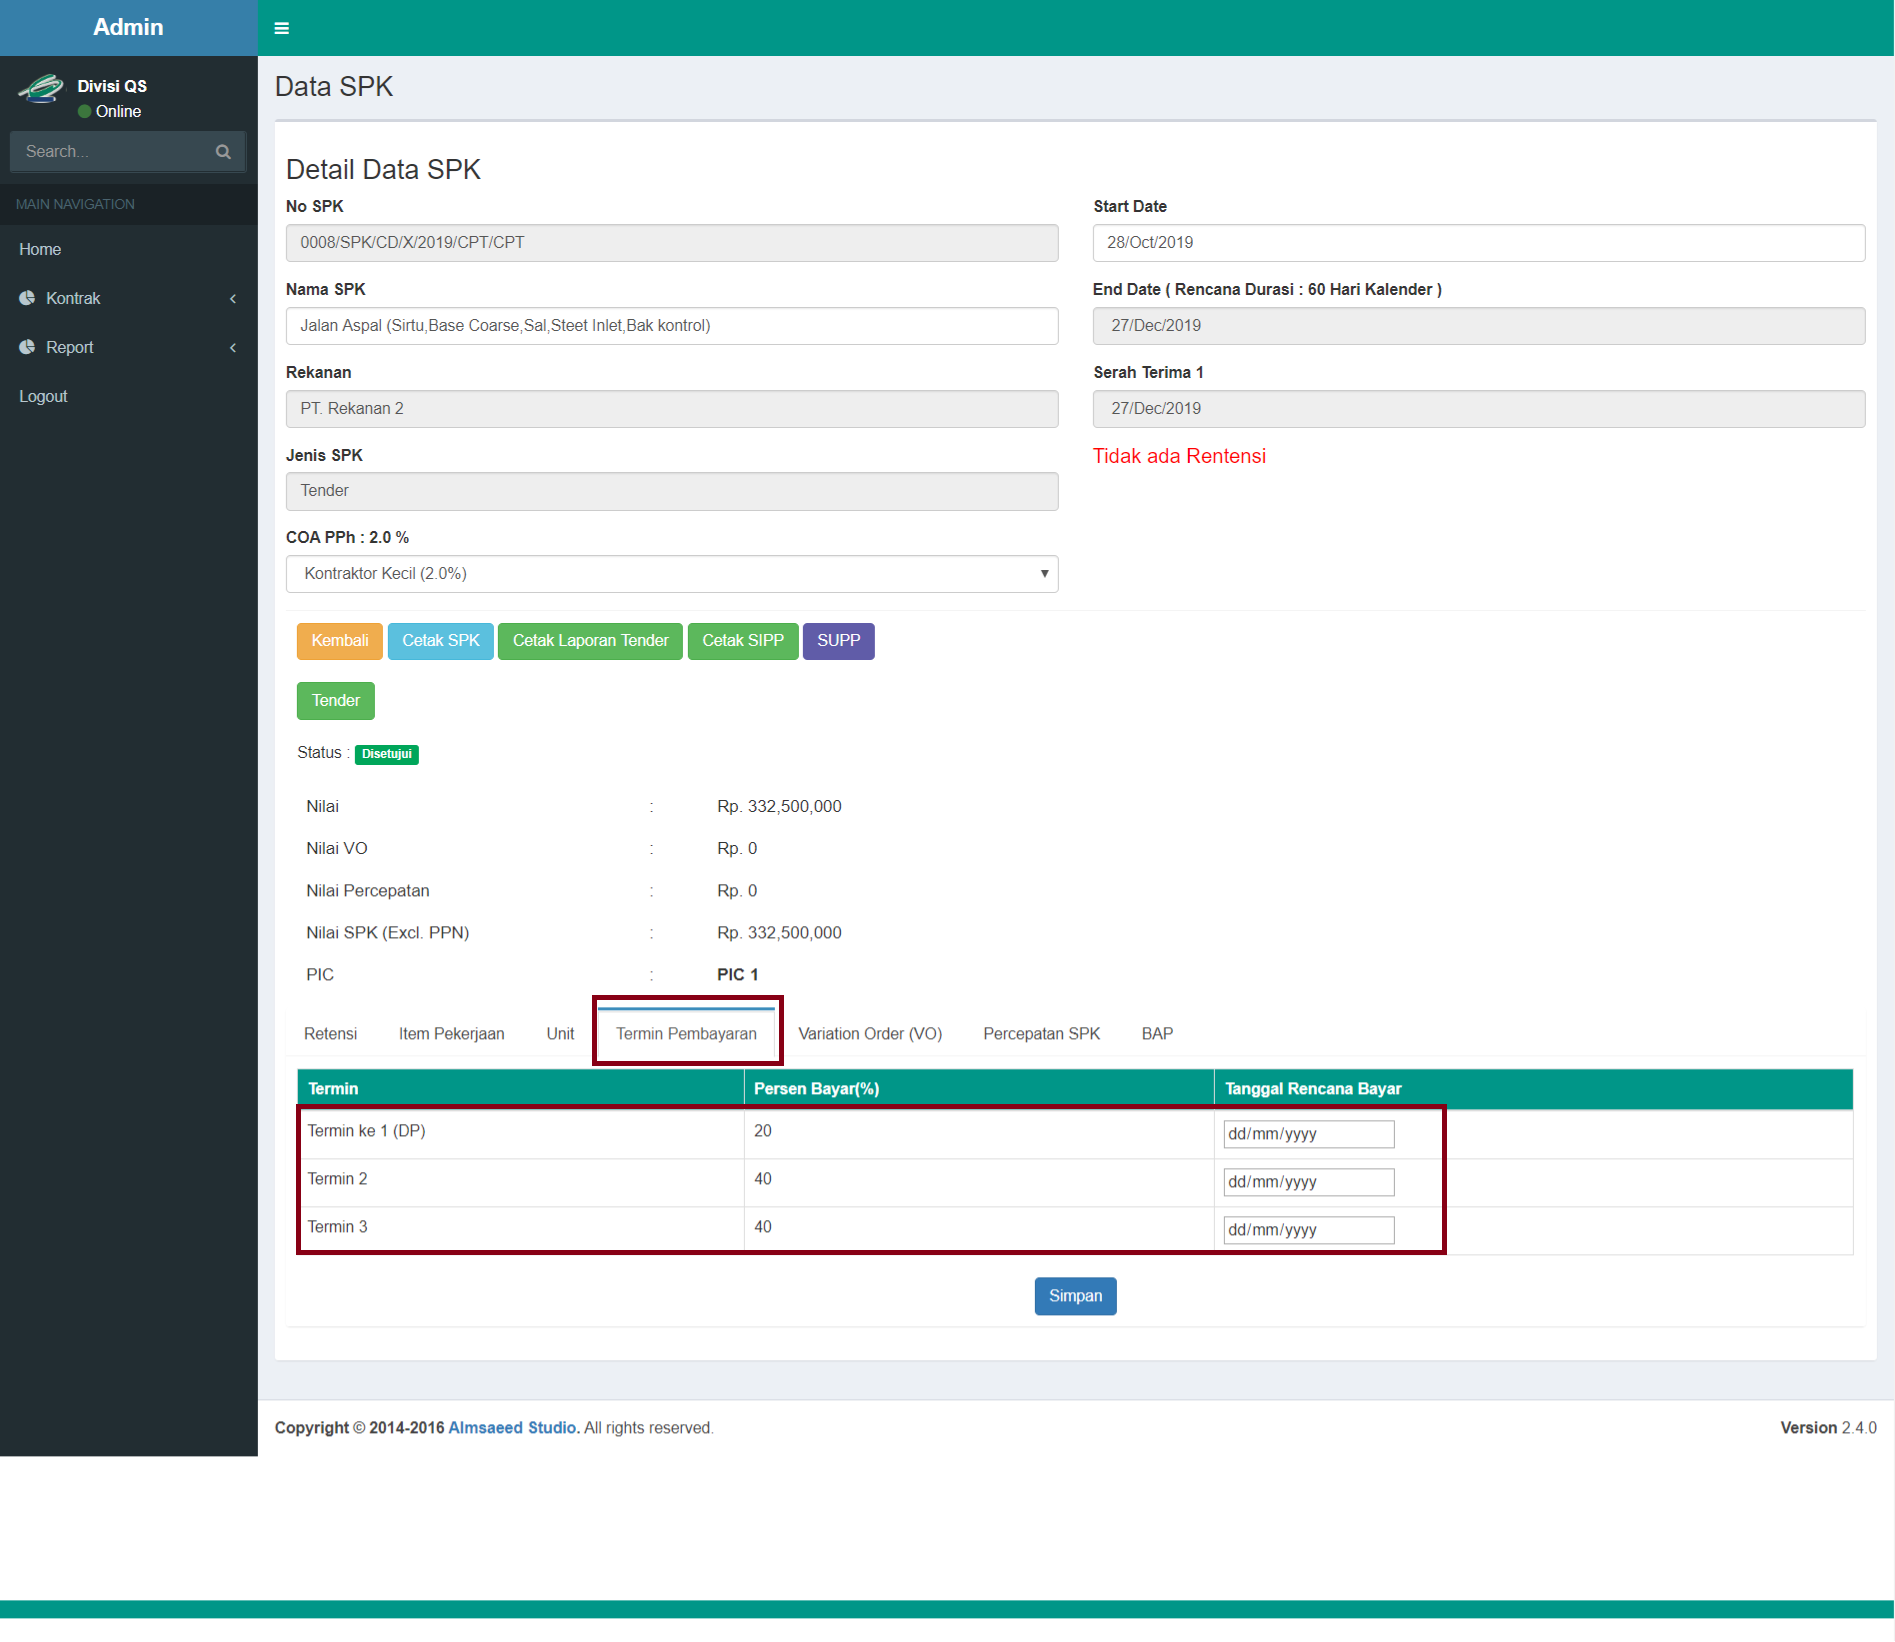 Admin
Divisi QS
Online
Search...
MAIN NAVIGATION
Home
Kontrak
Report
Logout
Data SPK
Detail Data SPK
No SPK
0008/SPK/CD/X/2019/CPT/CPT
Nama SPK
Jalan Aspal (Sirtu,Base Coarse,Sal,Steet Inlet,Bak kontrol)
Rekanan
PT. Rekanan 2
Jenis SPK
Tender
COA PPh : 2.0 %
Kontraktor Kecil (2.0%)
Start Date
28/Oct/2019
End Date ( Rencana Durasi : 60 Hari Kalender )
27/Dec/2019
Serah Terima 1
27/Dec/2019
Tidak ada Rentensi
Kembali Cetak SPK Cetak Laporan Tender Cetak SIPP SUPP
Tender
Status : Disetujui
Nilai : Rp. 332,500,000
Nilai VO : Rp. 0
Nilai Percepatan : Rp. 0
Nilai SPK (Excl. PPN) : Rp. 332,500,000
PIC : PIC 1
Retensi Item Pekerjaan Unit Termin Pembayaran Variation Order (VO) Percepatan SPK BAP
Termin Persen Bayar(%) Tanggal Rencana Bayar
Termin ke 1 (DP) 20 dd/mm/yyyy
Termin 2 40 dd/mm/yyyy
Termin 3 40 dd/mm/yyyy
Simpan
Copyright © 2014-2016 Almsaeed Studio. All rights reserved. Version 2.4.0